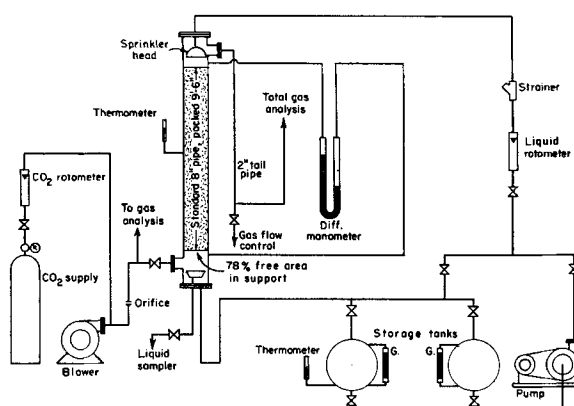 Sprinkler
head
Thermometer
Standard 8" pipe, packed 9'-6"
Total gas
analysis
Strainer
Liquid
rotometer
2" tail
pipe
CO2 rotometer
To gas
analysis
Gas flow
control
Diff.
manometer
78% free area
in support
CO2 supply
Orifice
Blower
Liquid
sampler
Storage tanks
Thermometer
G.
G.
Pump